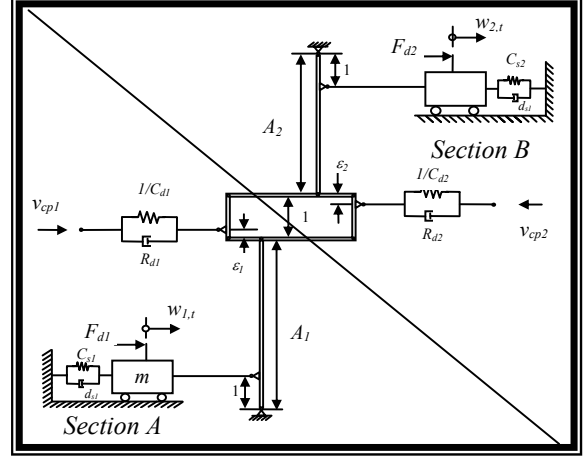 w2,t
Fd2
Cs2
1
ds1
A2
Section B
ε2
1/Cd1
1/Cd2
vcp1
1
Rd1
Rd2
vcp2
ε1
w1,t
Fd1
A1
Cs1
m
ds1
1
Section A